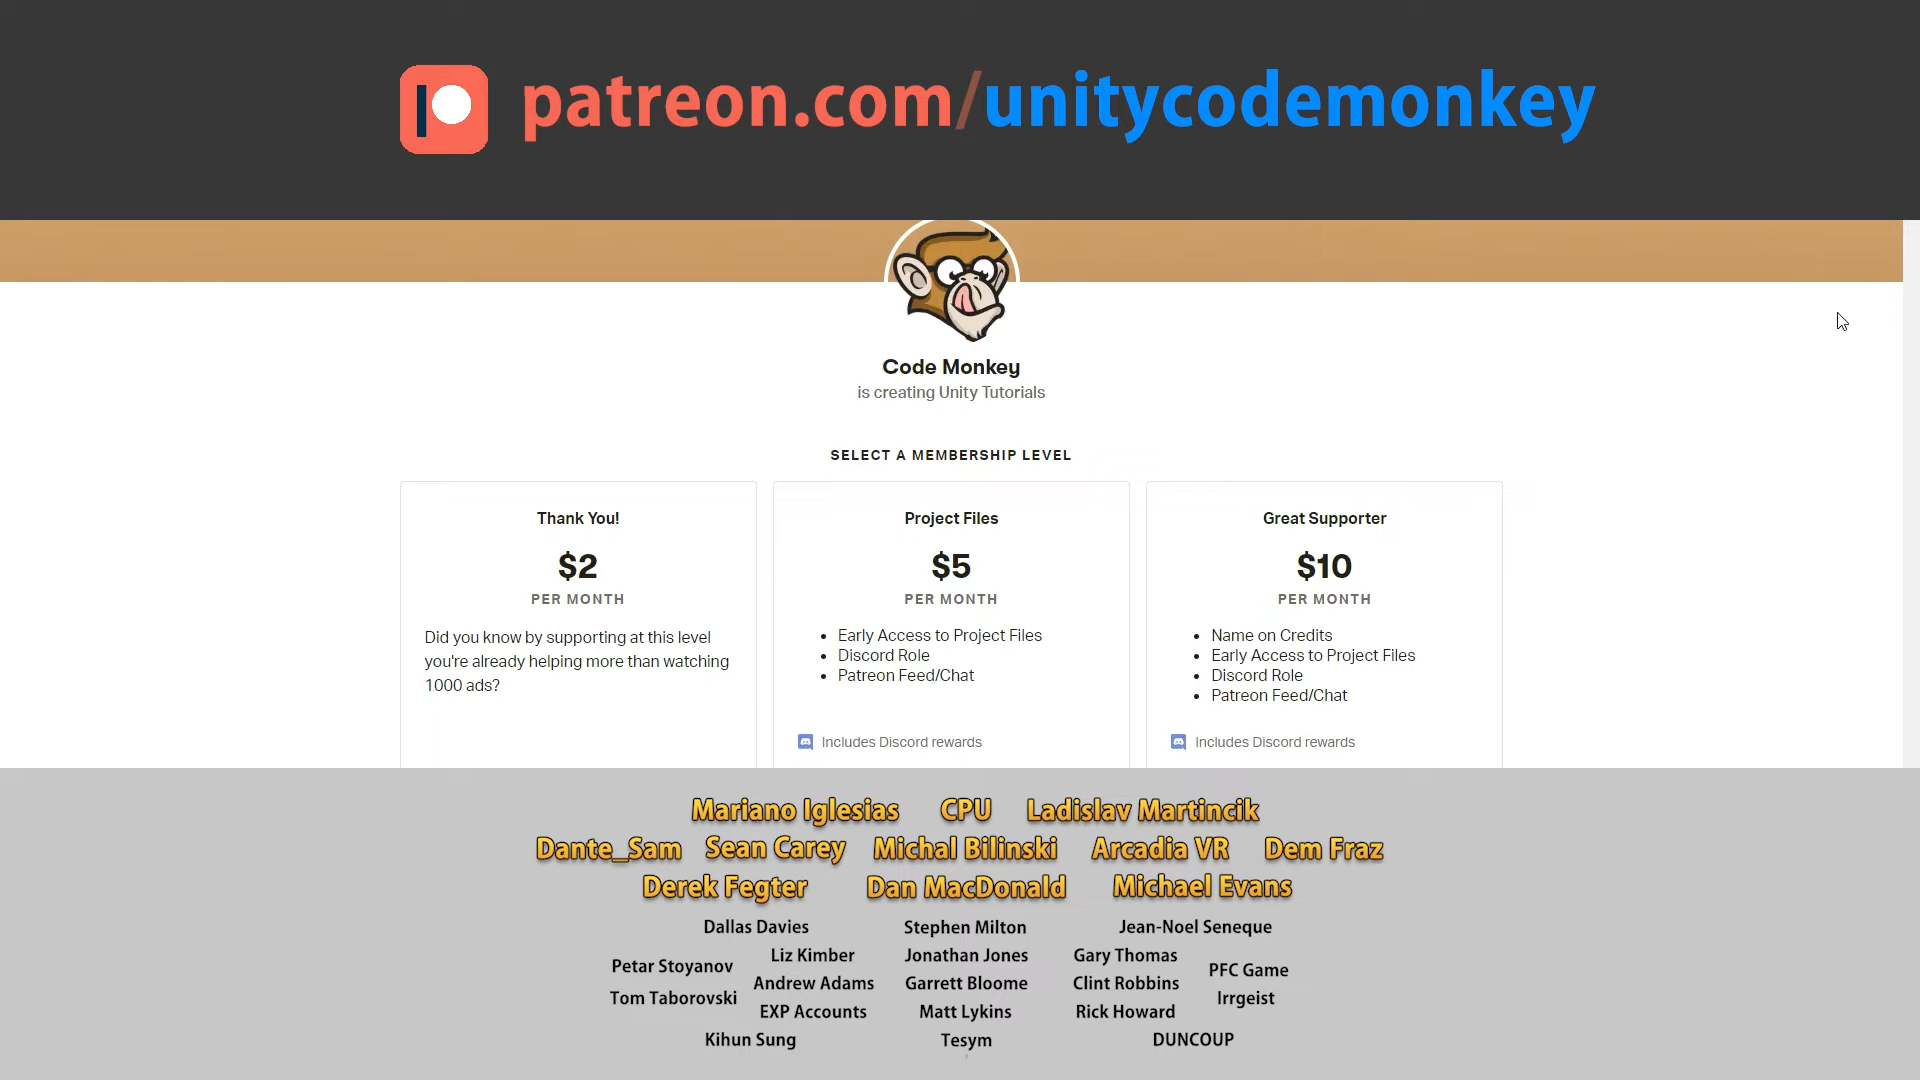 patreon.com/unitycodemonkey
Code Monkey
is creating Unity Tutorials
SELECT A MEMBERSHIP LEVEL
Thank You!
$2
PER MONTH
Did you know by supporting at this level
you're already helping more than watching
1000 ads?
Project Files
$5
PER MONTH
• Early Access to Project Files
• Discord Role
• Patreon Feed/Chat
Includes Discord rewards
Great Supporter
$10
PER MONTH
• Name on Credits
• Early Access to Project Files
• Discord Role
• Patreon Feed/Chat
Includes Discord rewards
Mariano Iglesias CPU Ladislav Martincik
Dante_Sam Sean Carey Michal Bilinski Arcadia VR Dem Fraz
Derek Fegter Dan MacDonald Michael Evans
Dallas Davies Stephen Milton Jean-Noel Seneque
Liz Kimber Jonathan Jones Gary Thomas
Petar Stoyanov PFC Game
Andrew Adams Garrett Bloome Clint Robbins
Tom Taborovski Irrgeist
EXP Accounts Matt Lykins Rick Howard
Kihun Sung Tesym DUNCOUP